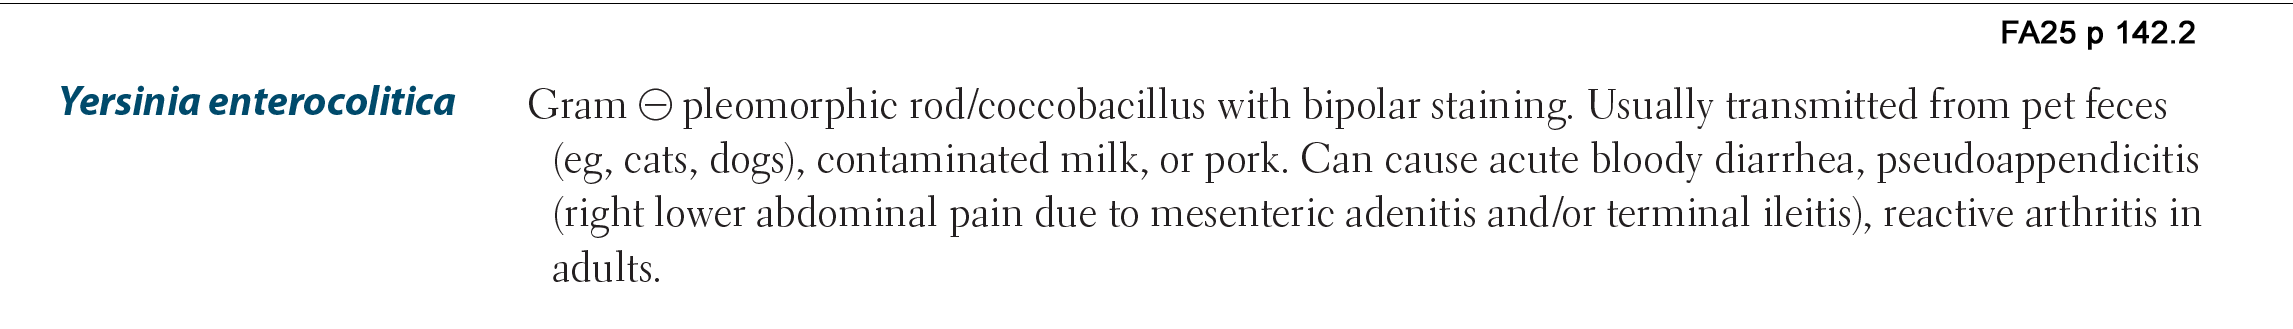 FA25 p 142.2
Yersinia enterocolitica Gram ⊖ pleomorphic rod/coccobacillus with bipolar staining. Usually transmitted from pet feces
(eg, cats, dogs), contaminated milk, or pork. Can cause acute bloody diarrhea, pseudoappendicitis
(right lower abdominal pain due to mesenteric adenitis and/or terminal ileitis), reactive arthritis in
adults.